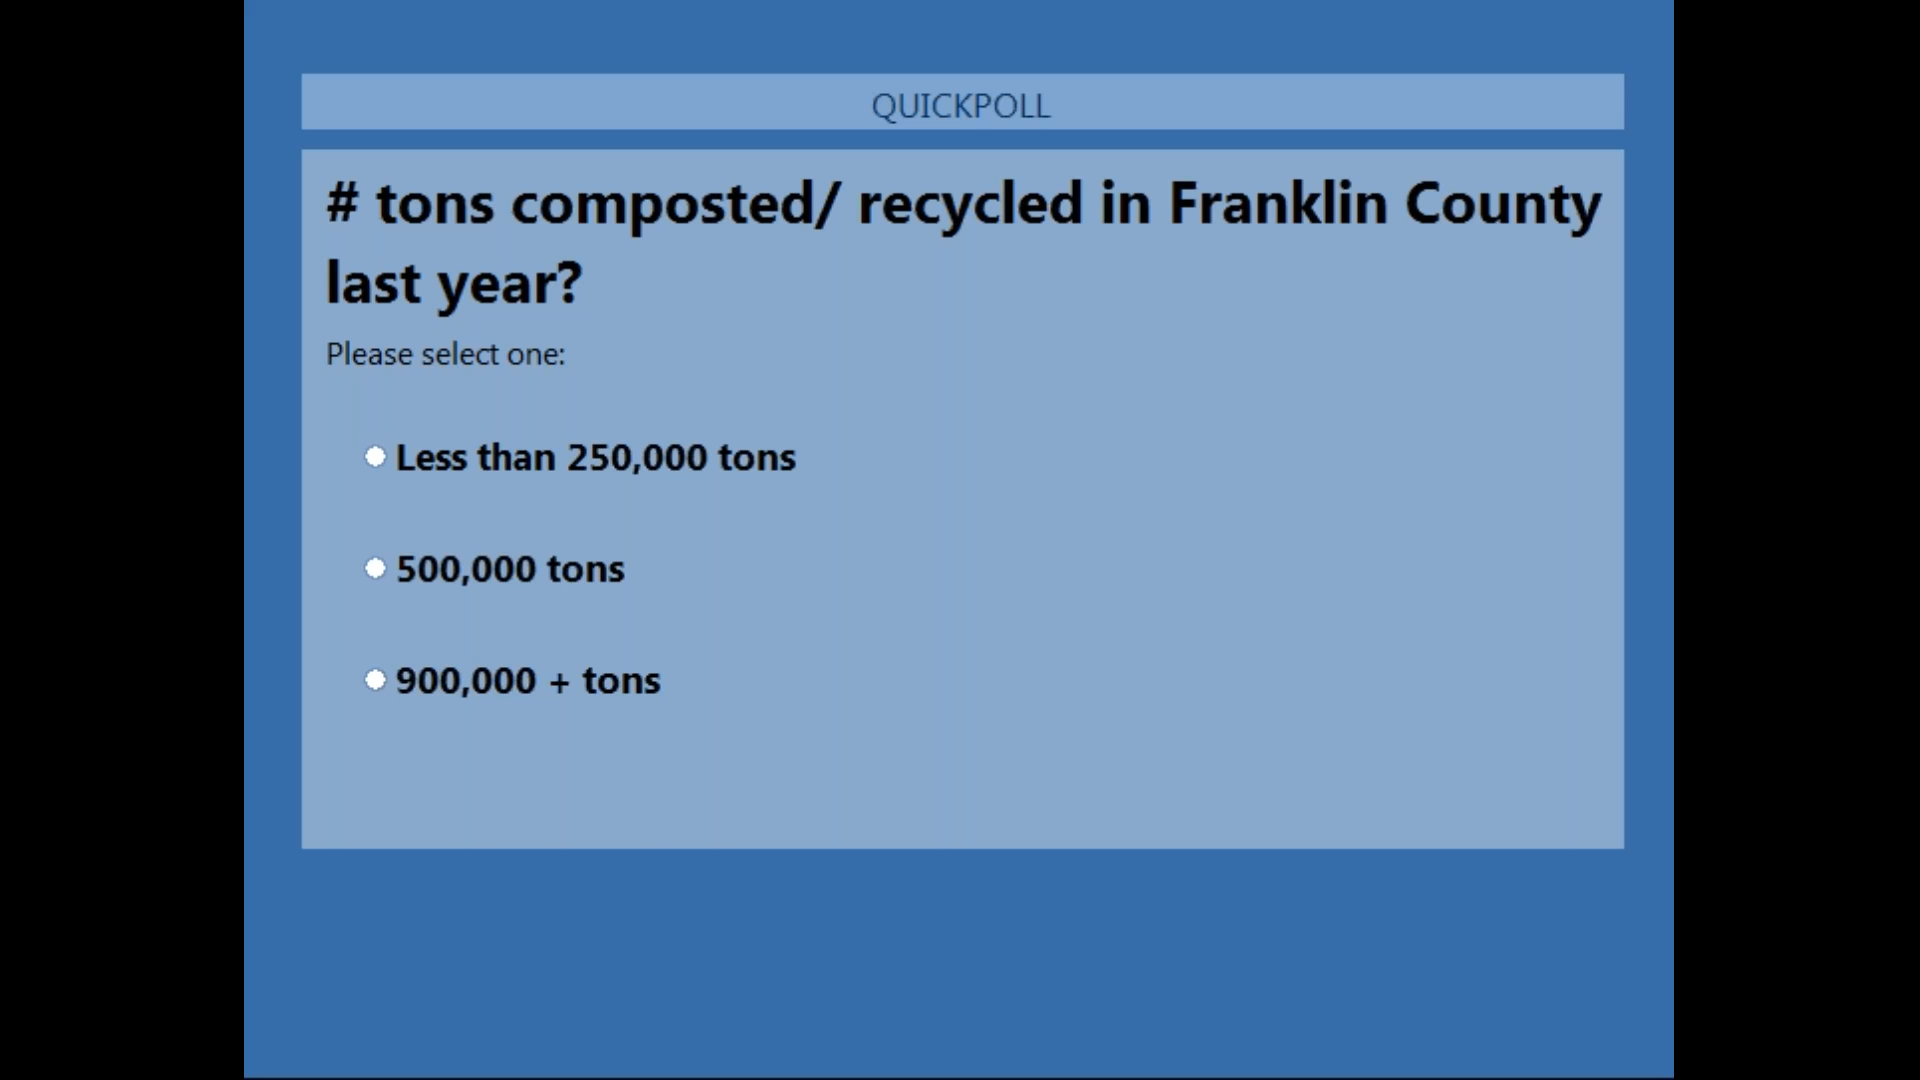 QUICKPOLL
# tons composted/ recycled in Franklin County
last year?
Please select one:
Less than 250,000 tons
500,000 tons
900,000 + tons